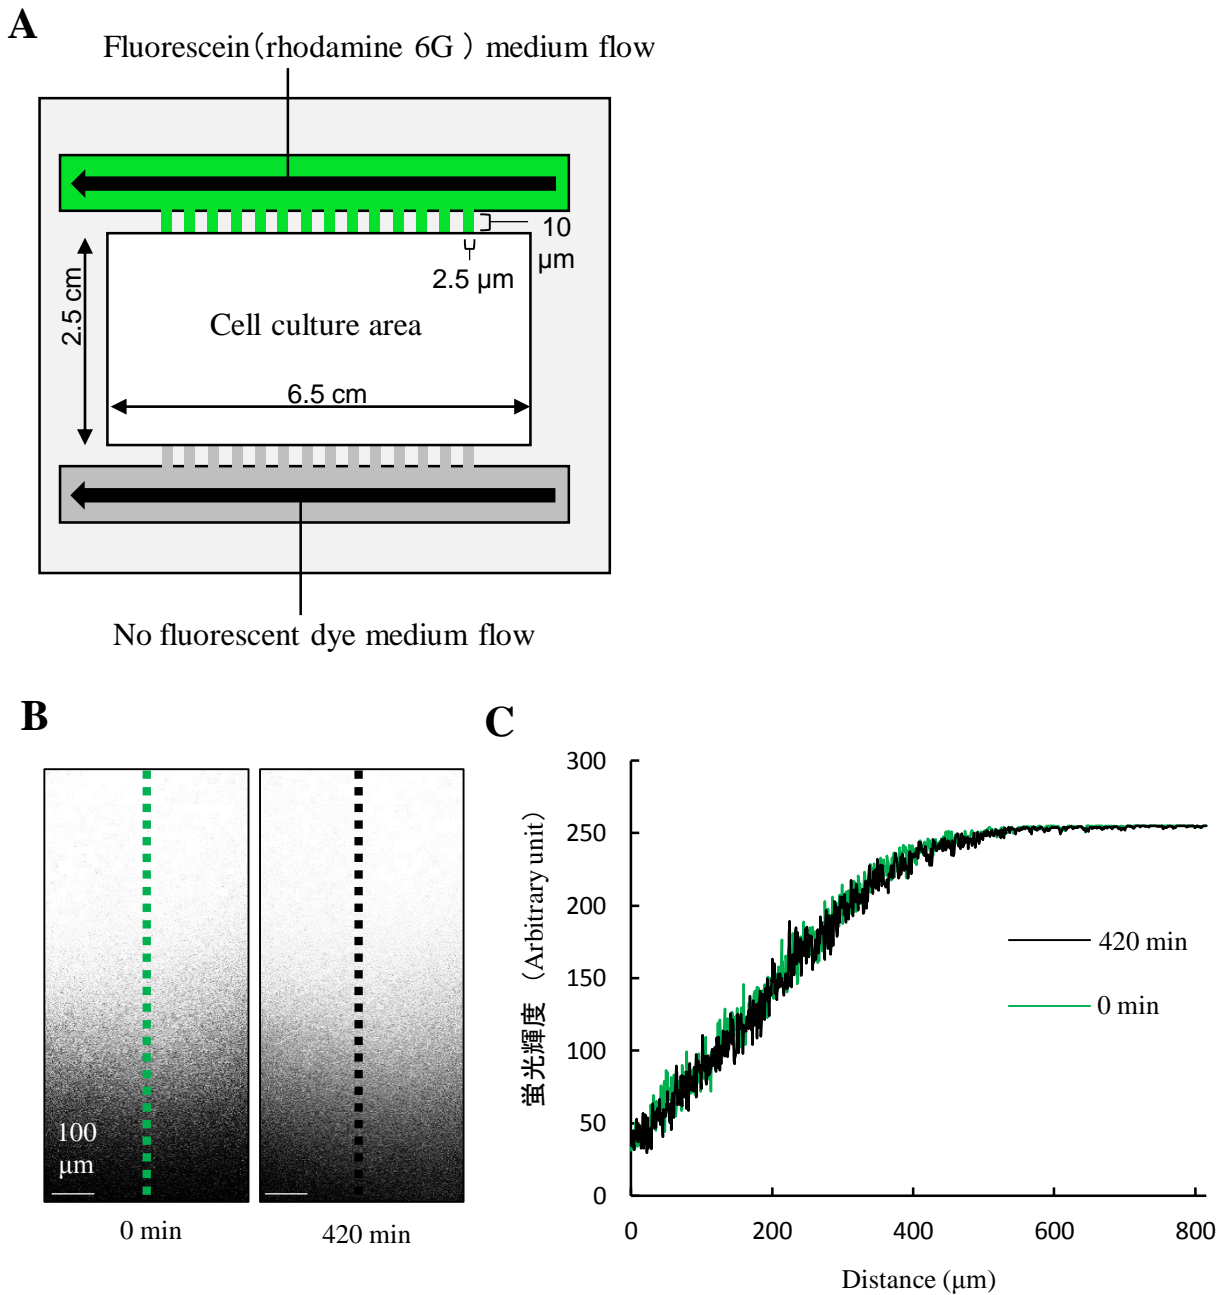 A
Fluorescein（rhodamine 6G ）medium flow
10
μm
2.5 μm
2.5 cm
Cell culture area
6.5 cm
No fluorescent dye medium flow
B
100
μm
0 min
420 min
C
300
250
200
150
100
50
0
蛍光輝度 （Arbitrary unit）
420 min
0 min
0 200 400 600 800
Distance (μm)